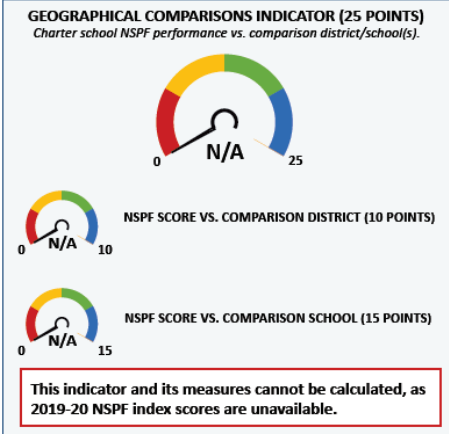 GEOGRAPHICAL COMPARISONS INDICATOR (25 POINTS)
Charter school NSPF performance vs. comparison district/school(s).
N/A
0 25
NSPF SCORE VS. COMPARISON DISTRICT (10 POINTS)
N/A
0 10
NSPF SCORE VS. COMPARISON SCHOOL (15 POINTS)
N/A
0 15
This indicator and its measures cannot be calculated, as
2019-20 NSPF index scores are unavailable.